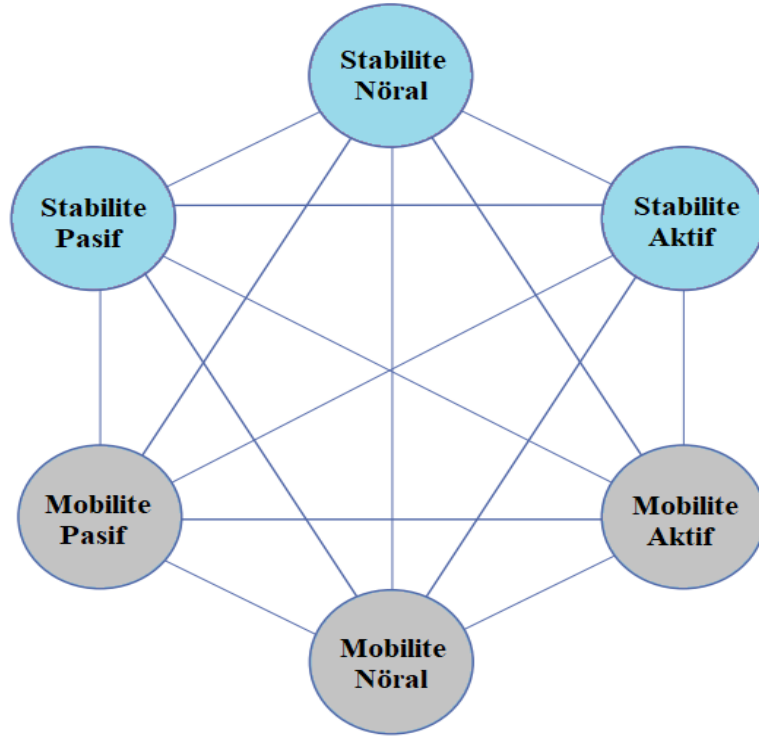 Stabilite
Nöral
Stabilite
Pasif
Stabilite
Aktif
Mobilite
Pasif
Mobilite
Aktif
Mobilite
Nöral